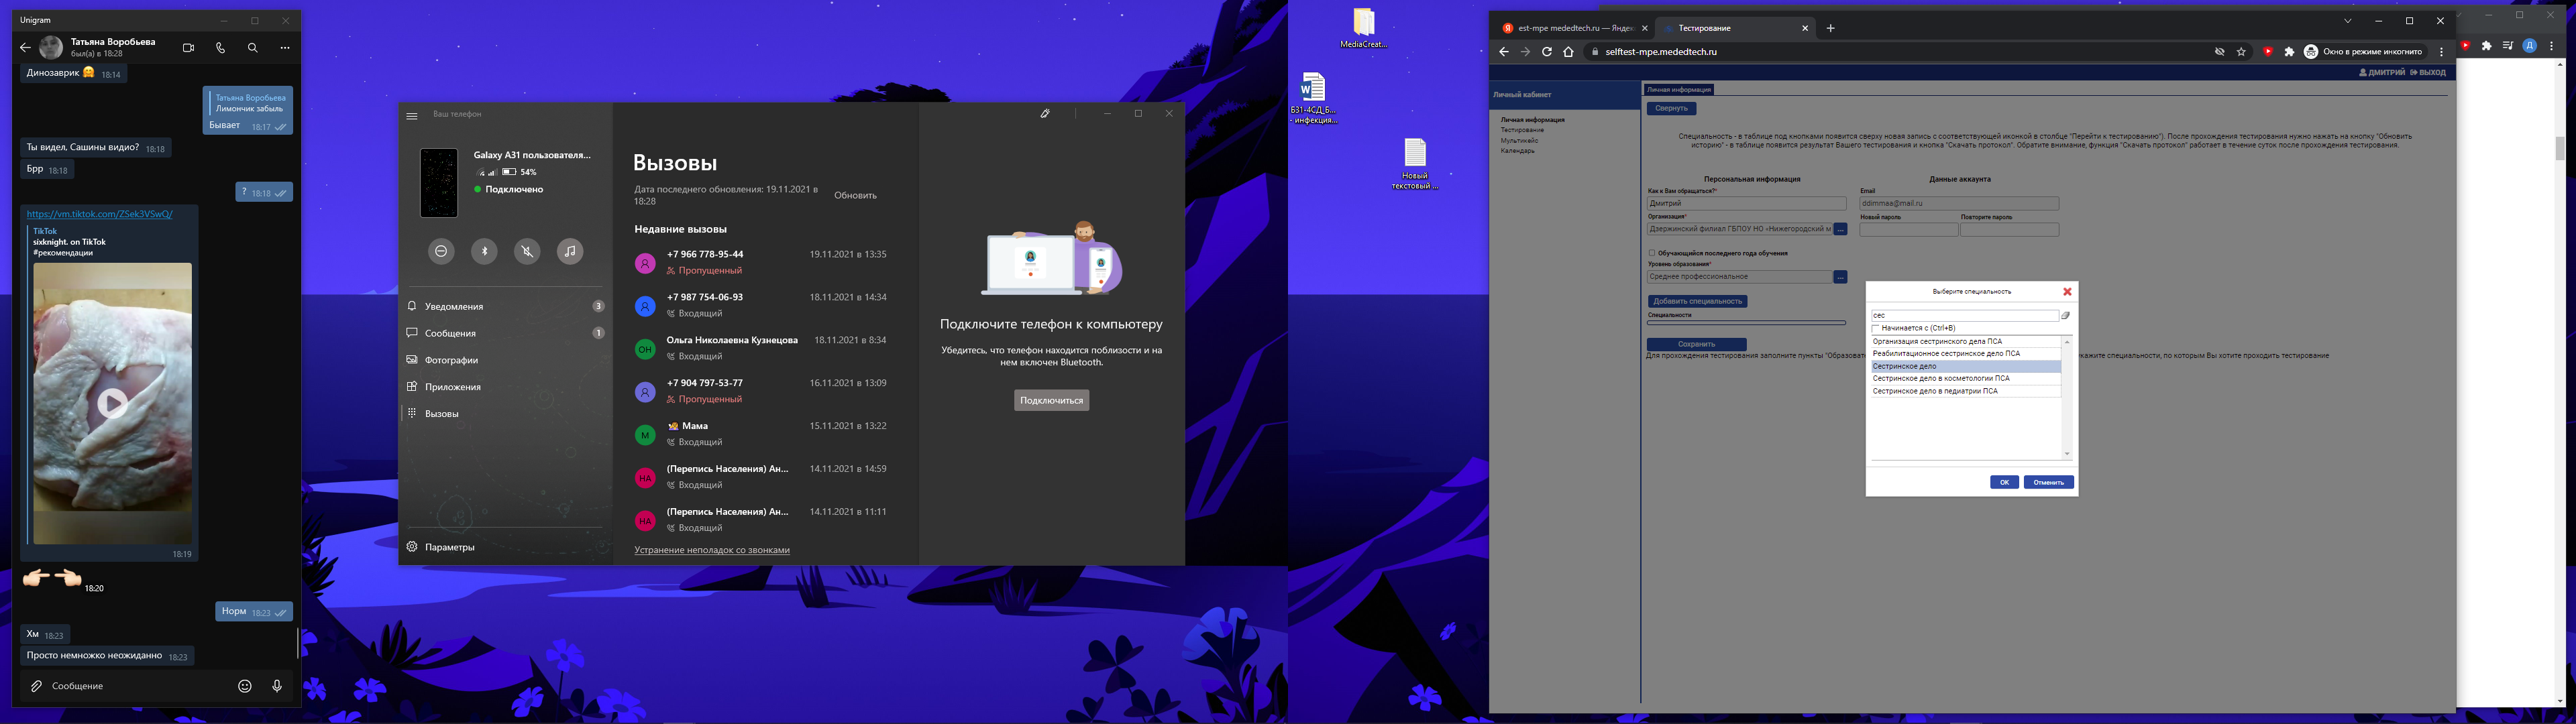 Unigram
Татьяна Воробьева
был(а) в 18:28
Динозаврик 🤗 18:14
Татьяна Воробьева
Лимончик забыль
Бывает 18:17
Ты видел, Сашины видио? 18:18
Брр 18:18
? 18:18
https://vm.tiktok.com/ZSek3VSwQ/
TikTok
sixknight. on TikTok
#рекомендации
18:19
👉🏻👈🏻 18:20
Норм 18:23
Хм 18:23
Просто немножко неожиданно 18:23
Сообщение
Ваш телефон
Galaxy A31 пользователя...
54%
Подключено
Уведомления 3
Сообщения 1
Фотографии
Приложения
Вызовы
Параметры
Вызовы
Дата последнего обновления: 19.11.2021 в
18:28
Обновить
Недавние вызовы
+7 966 778-95-44 19.11.2021 в 13:35
Пропущенный
+7 987 754-06-93 18.11.2021 в 14:34
Входящий
ОН
Ольга Николаевна Кузнецова 18.11.2021 в 8:34
Входящий
+7 904 797-53-77 16.11.2021 в 13:09
Пропущенный
М
Мама 15.11.2021 в 13:22
Входящий
НА
(Перепись Населения) Ан... 14.11.2021 в 14:59
Входящий
НА
(Перепись Населения) Ан... 14.11.2021 в 11:11
Входящий
Устранение неполадок со звонками
Подключите телефон к компьютеру
Убедитесь, что телефон находится поблизости и на
нем включен Bluetooth.
Подключиться
MediaCreat...
БЗ1-4СД_Б...
- инфекция...
Новый
текстовый ...
est-mpe mededtech.ru — Яндек
Тестирование
selftest-mpe.mededtech.ru
Окно в режиме инкогнито
Д
ДМИТРИЙ ВЫХОД
Личный кабинет
Личная информация
Тестирование
Мультикейс
Календарь
Личная информация
Свернуть
Специальность - в таблице под кнопками появится сверху новая запись с соответствующей иконкой в столбце "Перейти к тестированию"). После прохождения тестирования нужно нажать на кнопку "Обновить
историю" - в таблице появится результат Вашего тестирования и кнопка "Скачать протокол". Обратите внимание, функция "Скачать протокол" работает в течение суток после прохождения тестирования.
Персональная информация
Данные аккаунта
Как к Вам обращаться?*
Email
Дмитрий
ddimmaa@mail.ru
Организация*
Новый пароль
Повторите пароль
Дзержинский филиал ГБПОУ НО «Нижегородский м
...
Обучающийся последнего года обучения
Уровень образования*
Среднее профессиональное
...
Добавить специальность
Специальности
Сохранить
Для прохождения тестирования заполните пункты "Образова
кажите специальности, по которым Вы хотите проходить тестирование
Выберите специальность
сес
Начинается с (Ctrl+B)
Организация сестринского дела ПСА
Реабилитационное сестринское дело ПСА
Сестринское дело
Сестринское дело в косметологии ПСА
Сестринское дело в педиатрии ПСА
ОК
Отменить